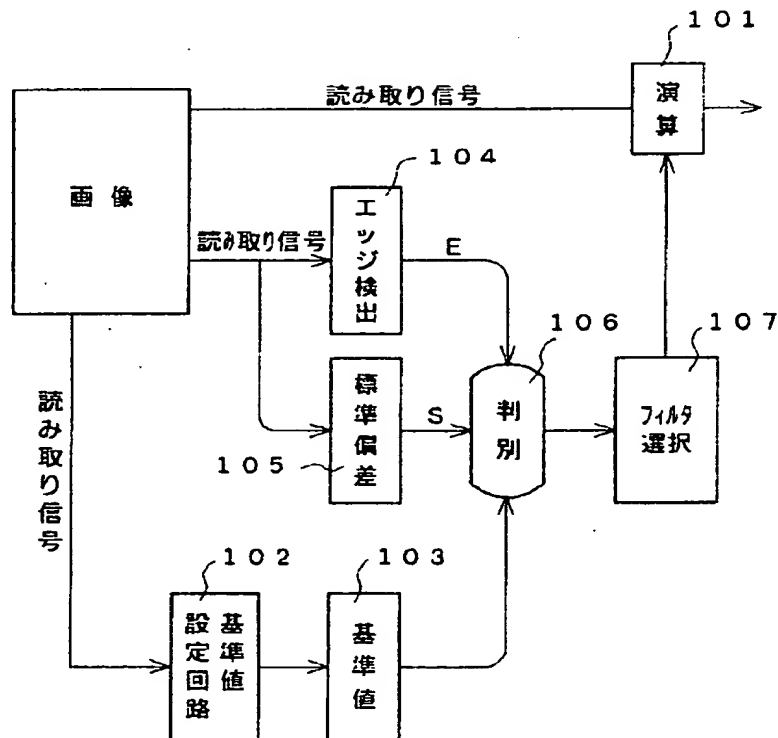 101
読み取り信号
演算
画像
104
読み取り信号
エッジ検出
E
106
107
標準偏差
S
判別
フィルタ
選択
105
読み取り信号
102
103
基準値
設定回路
基準値